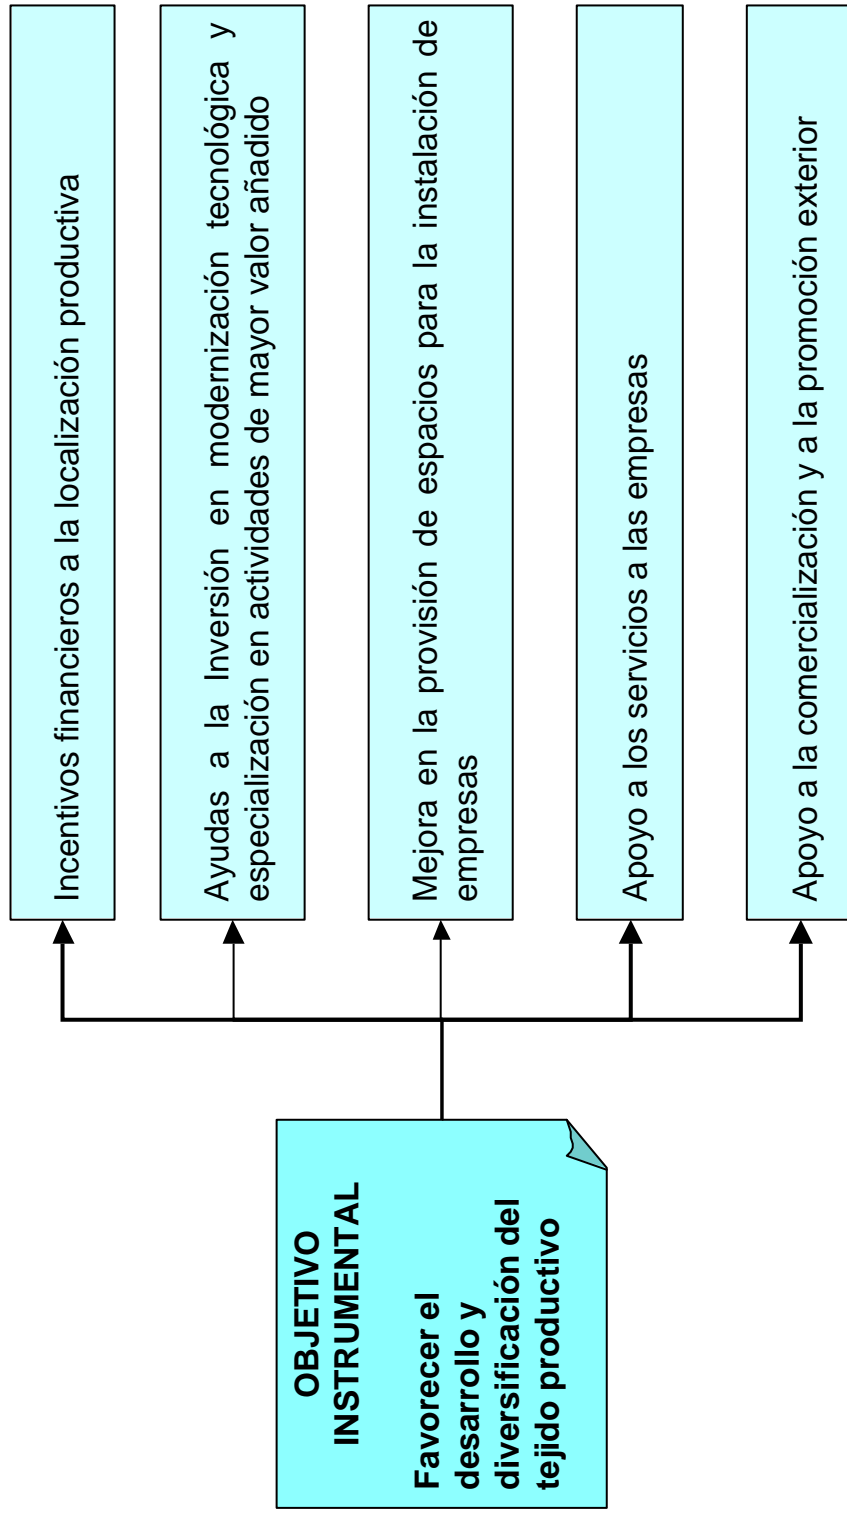 OBJETIVO
INSTRUMENTAL
Favorecer el
desarrollo y
diversificación del
tejido productivo
Incentivos financieros a la localización productiva
Ayudas a la Inversión en modernización tecnológica y
especialización en actividades de mayor valor añadido
Mejora en la provisión de espacios para la instalación de
empresas
Apoyo a los servicios a las empresas
Apoyo a la comercialización y a la promoción exterior